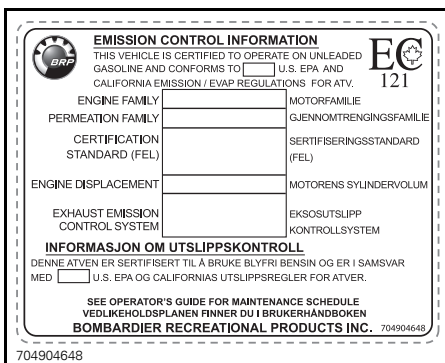 EMISSION CONTROL INFORMATION
BRP
THIS VEHICLE IS CERTIFIED TO OPERATE ON UNLEADED
GASOLINE AND CONFORMS TO U.S. EPA AND
CALIFORNIA EMISSION / EVAP REGULATIONS FOR ATV.
EC
121
ENGINE FAMILY MOTORFAMILIE
PERMEATION FAMILY GJENNOMTRENGINGSFAMILIE
CERTIFICATION SERTIFISERINGSSTANDARD
STANDARD (FEL) (FEL)
ENGINE DISPLACEMENT MOTORENS SYLINDERVOLUM
EXHAUST EMISSION EKSOSUTSLIPP
CONTROL SYSTEM KONTROLLSYSTEM
INFORMASJON OM UTSLIPPSKONTROLL
DENNE ATVEN ER SERTIFISERT TIL Å BRUKE BLYFRI BENSIN OG ER I SAMSVAR
MED U.S. EPA OG CALIFORNIAS UTSLIPPSREGLER FOR ATVER.
SEE OPERATOR'S GUIDE FOR MAINTENANCE SCHEDULE
VEDLIKEHOLDSPLANEN FINNER DU I BRUKERHÅNDBOKEN
BOMBARDIER RECREATIONAL PRODUCTS INC. 704904648
704904648